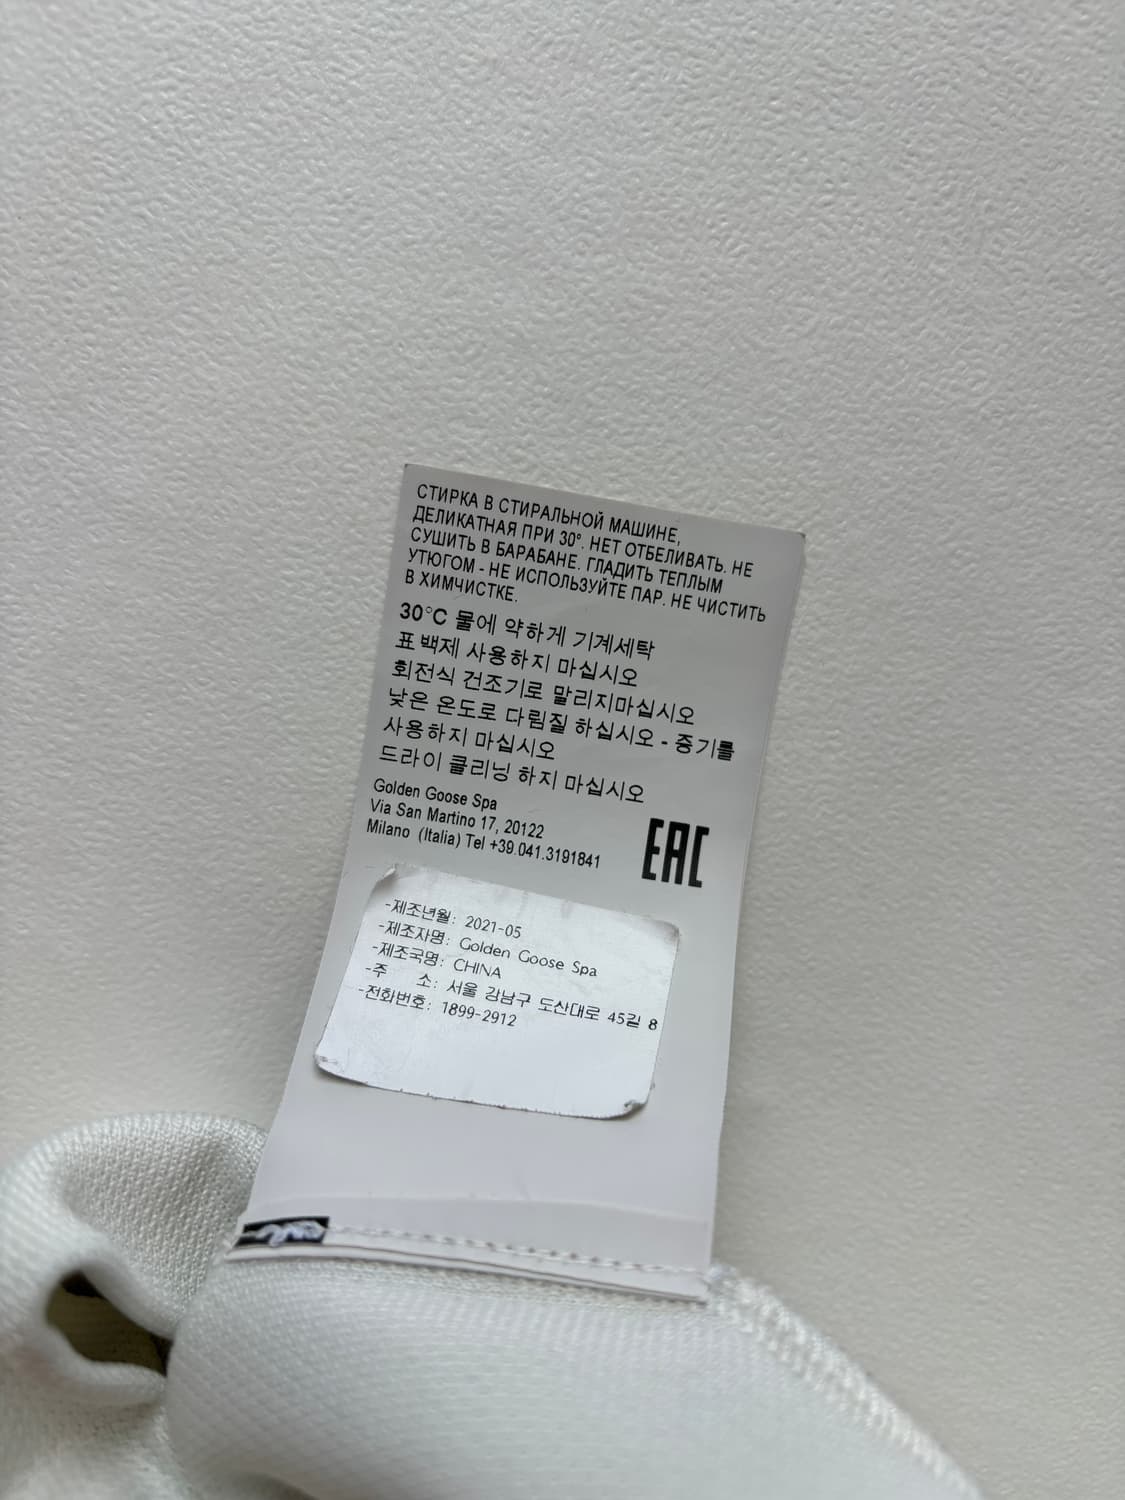 СТИРКА В СТИРАЛЬНОЙ МАШИНЕ,
ДЕЛИКАТНАЯ ПРИ 30°. НЕТ ОТБЕЛИВАТЬ. НЕ
СУШИТЬ В БАРАБАНЕ. ГЛАДИТЬ ТЕПЛЫМ
УТЮГОМ - НЕ ИСПОЛЬЗУЙТЕ ПАР. НЕ ЧИСТИТЬ
В ХИМЧИСТКЕ.
30°C 물에 약하게 기계세탁
표백제 사용하지 마십시오
회전식 건조기로 말리지마십시오
낮은 온도로 다림질 하십시오 - 증기를
사용하지 마십시오
드라이 클리닝 하지 마십시오
Golden Goose Spa
Via San Martino 17, 20122
Milano (Italia) Tel +39.041.3191841
EAC
-제조년월: 2021-05
-제조자명: Golden Goose Spa
-제조국명: CHINA
-주 소: 서울 강남구 도산대로 45길 8
-전화번호: 1899-2912